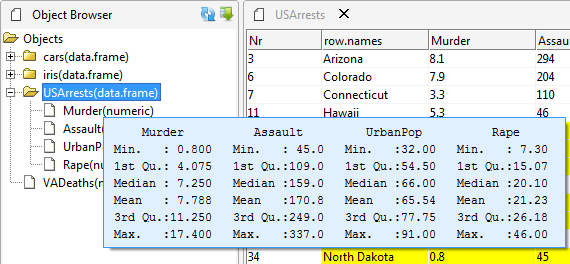 Object Browser
USArrests
Objects
cars(data.frame)
iris(data.frame)
USArrests(data.frame)
Murder(numeric)
Rape(nu
VADeaths(n
Nr row.names Murder Assau
3 Arizona 8.1 294
6 Colorado 7.9 204
7 Connecticut 3.3 110
11 Hawaii 5.3 46
Murder Assault UrbanPop Rape
Min. : 0.800 Min. : 45.0 Min. :32.00 Min. : 7.30
1st Qu.: 4.075 1st Qu.:109.0 1st Qu.:54.50 1st Qu.:15.07
Median : 7.250 Median :159.0 Median :66.00 Median :20.10
Mean : 7.788 Mean :170.8 Mean :65.54 Mean :21.23
3rd Qu.:11.250 3rd Qu.:249.0 3rd Qu.:77.75 3rd Qu.:26.18
Max. :17.400 Max. :337.0 Max. :91.00 Max. :46.00
34 North Dakota 0.8 45